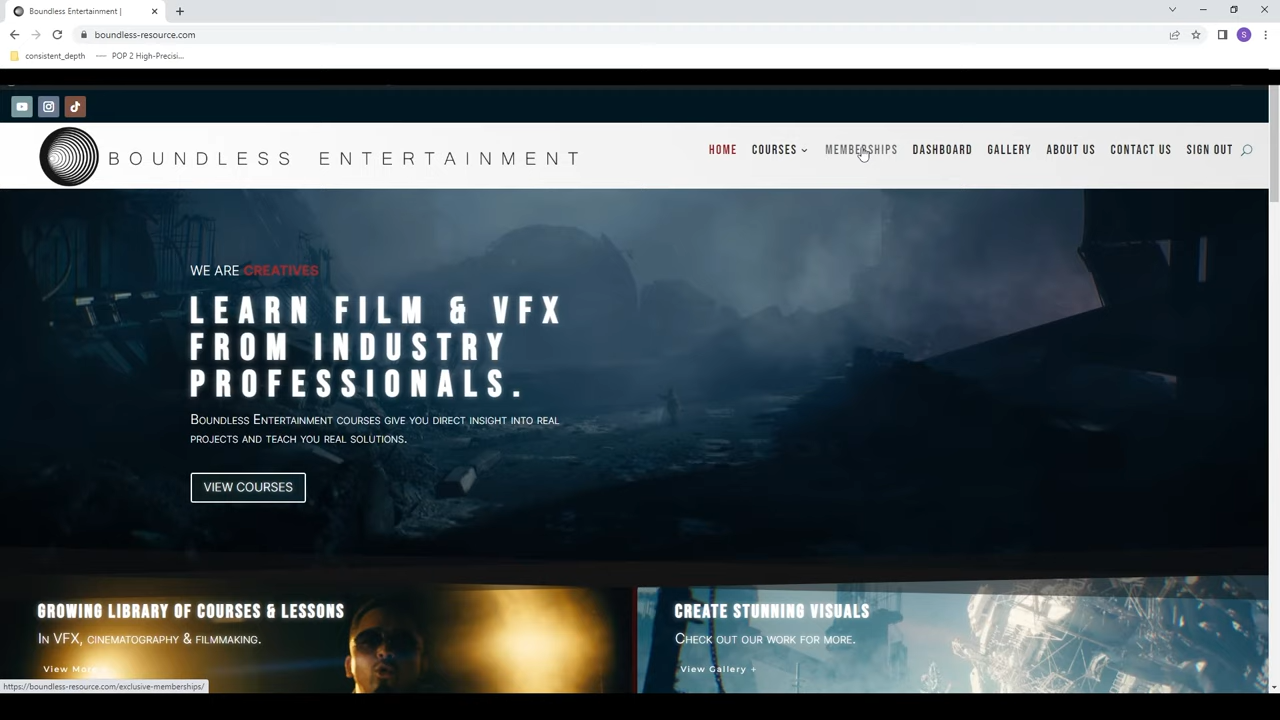 Boundless Entertainment |
boundless-resource.com
S
consistent_depth
POP 2 High-Precisi...
BOUNDLESS ENTERTAINMENT
HOME COURSES MEMBERSHIPS DASHBOARD GALLERY ABOUT US CONTACT US SIGN OUT
WE ARE CREATIVES
LEARN FILM & VFX
FROM INDUSTRY
PROFESSIONALS.
Boundless Entertainment courses give you direct insight into real
projects and teach you real solutions.
VIEW COURSES
GROWING LIBRARY OF COURSES & LESSONS
In VFX, cinematography & filmmaking.
View More +
CREATE STUNNING VISUALS
Check out our work for more.
View Gallery +
https://boundless-resource.com/exclusive-memberships/